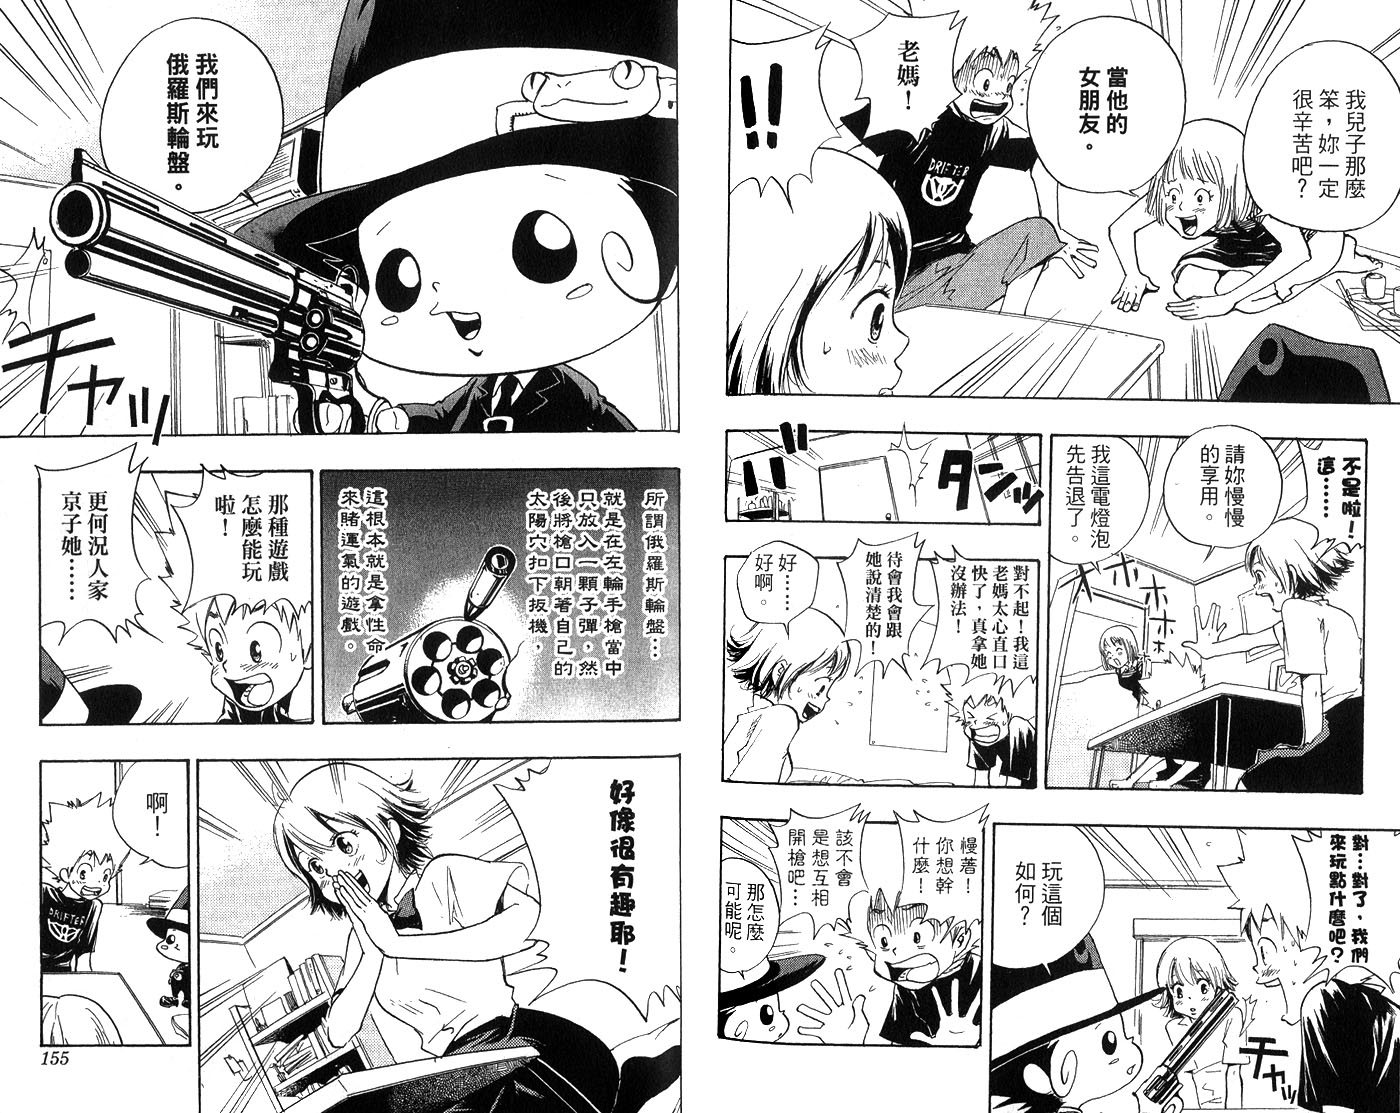 我兒子那麼
笨，妳一定
很辛苦吧？
當他的
女朋友。
老媽！
!!
DRIFTER
不是啦！
這……
請妳慢慢
的享用。
我這電燈泡
先告退了。
オホホホホ
タン
!!
!!
對不起！我這
老媽太心直口
快了，真拿她
沒辦法！
待會我會跟
她說清楚的！
好……
好啊。
對…對了，我們
來玩點什麼吧？
玩這個
如何？
チャッ
慢著！
你想幹
什麼！
該不會
是想互相
開槍吧…
那怎麼
可能呢。
我們來玩
俄羅斯輪盤。
チャッ
所謂俄羅斯輪盤…
就是在左輪手槍當中
只放入一顆子彈，然
後將槍口朝著自己的
太陽穴扣下扳機，
這根本就是拿性命
來賭運氣的遊戲。
那種遊戲
怎麼能玩
啦！
更何況人家
京子她……
好像很有趣耶！
啊！
DRIFTER
155